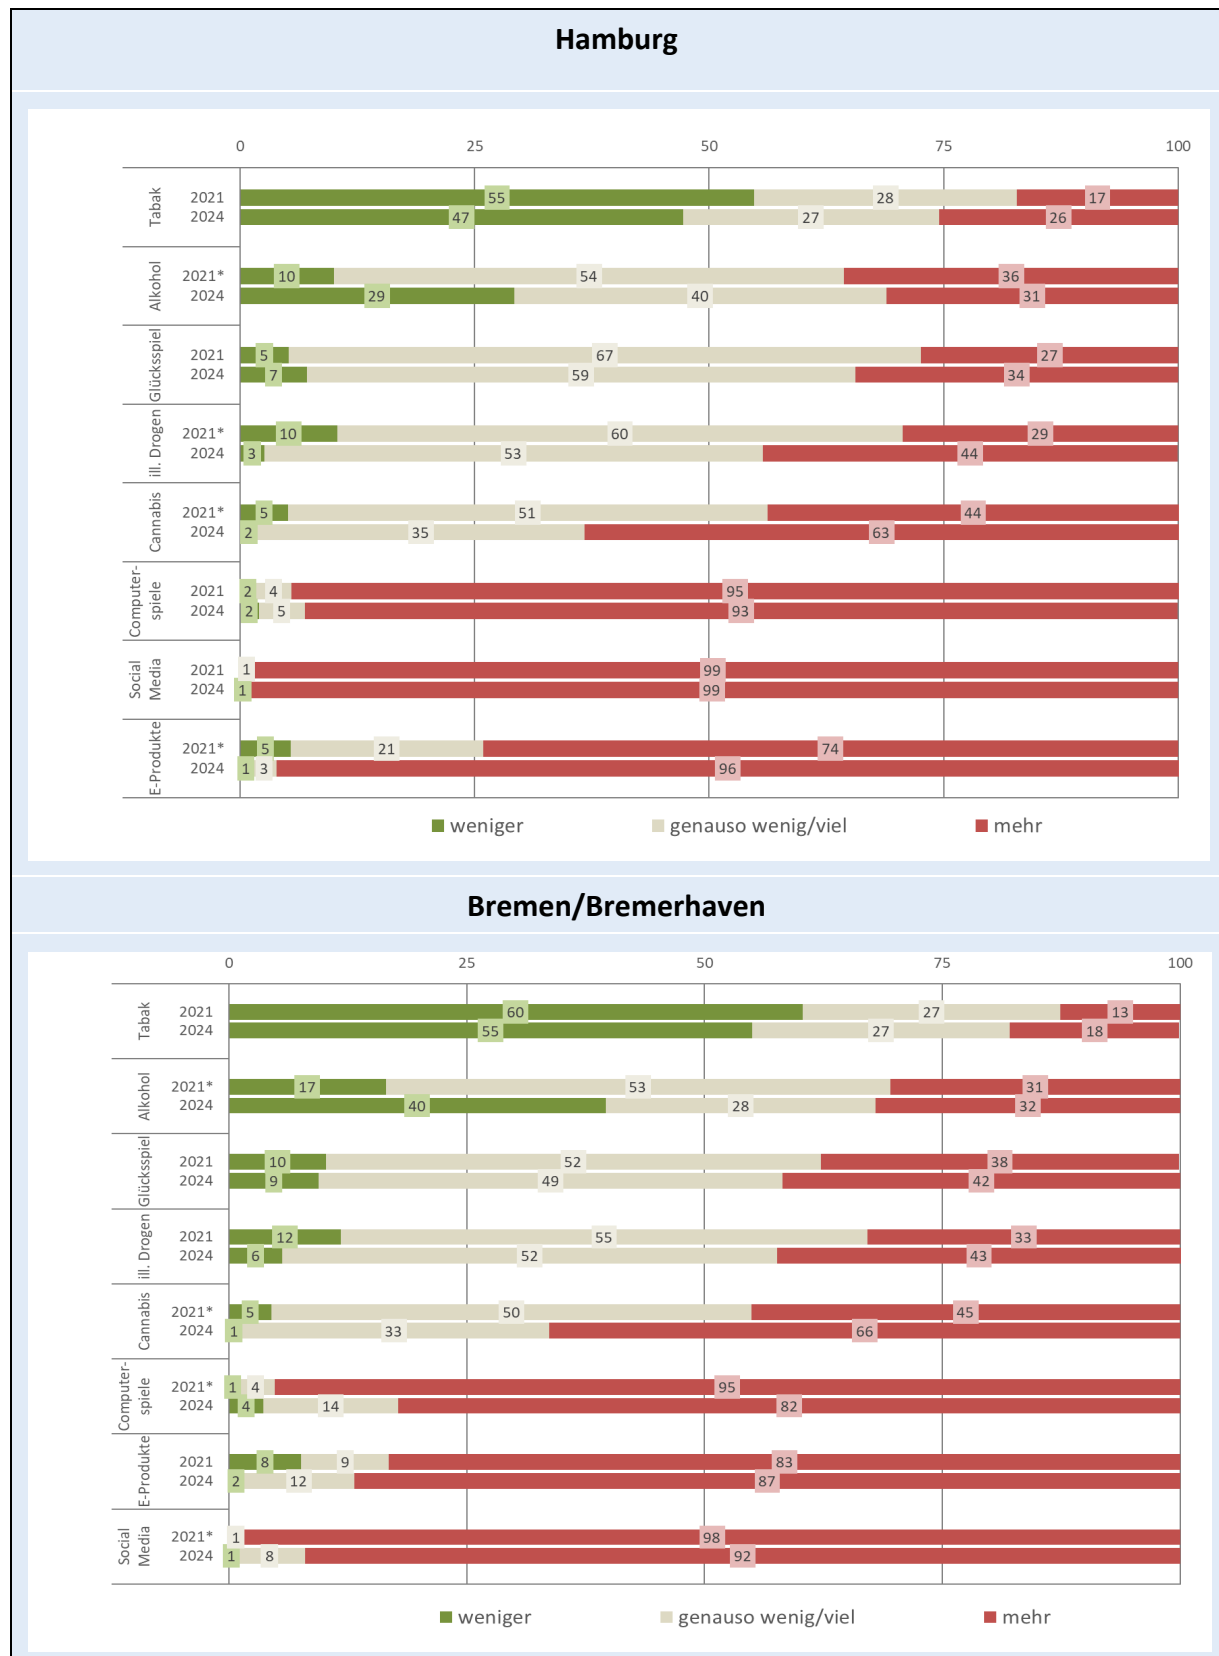 Hamburg
0 25 50 75 100
Tabak
2021 55 28 17
2024 47 27 26
Alkohol
2021* 10 54 36
2024 29 40 31
Glücksspiel
2021 5 67 27
2024 7 59 34
ill. Drogen
2021* 10 60 29
2024 3 53 44
Cannabis
2021* 5 51 44
2024 2 35 63
Computer-
spiele
2021 2 4 95
2024 2 5 93
Social
Media
2021 1 99
2024 1 99
E-Produkte
2021* 5 21 74
2024 1 3 96
weniger genauso wenig/viel mehr
Bremen/Bremerhaven
0 25 50 75 100
Tabak
2021 60 27 13
2024 55 27 18
Alkohol
2021* 17 53 31
2024 40 28 32
Glücksspiel
2021 10 52 38
2024 9 49 42
ill. Drogen
2021 12 55 33
2024 6 52 43
Cannabis
2021* 5 50 45
2024 1 33 66
Computer-
spiele
2021* 1 4 95
2024 4 14 82
E-Produkte
2021 8 9 83
2024 2 12 87
Social
Media
2021* 1 98
2024 1 8 92
weniger genauso wenig/viel mehr